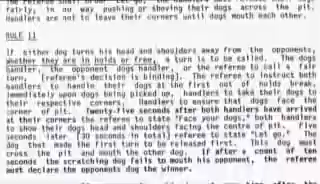 fairly, in no way pushing or shoving their dogs across the pit.
Handlers are not to leave their corners until dogs mouth each other.
RULE 11
If either dog turns his head and shoulders away from the opponents,
whether they are in holds or free, a turn is to be called. The dogs
handler, the opponent dogs handler, or the referee to call a fair
turn, [referee's decision is binding]. The referee to instruct both
handlers to handle their dogs at the first out of holds break,
immediately upon dogs being picked up, handlers to take their dogs to
their respective corners. Handlers to ensure that dogs face the
corner of pit. Twenty-five seconds after both handlers have arrived
at their corners the referee to state "Face your dogs," both handlers
to show their dogs head and shoulders facing the centre of pit. Five
seconds later [30 seconds in total] referee to state "Let go." The
dog that made the first turn to be released first. This dog must
cross the pit and mouth the other dog. If after a count of ten
seconds the scratching dog fails to mouth his opponent, the referee
must declare the opponents dog the winner.